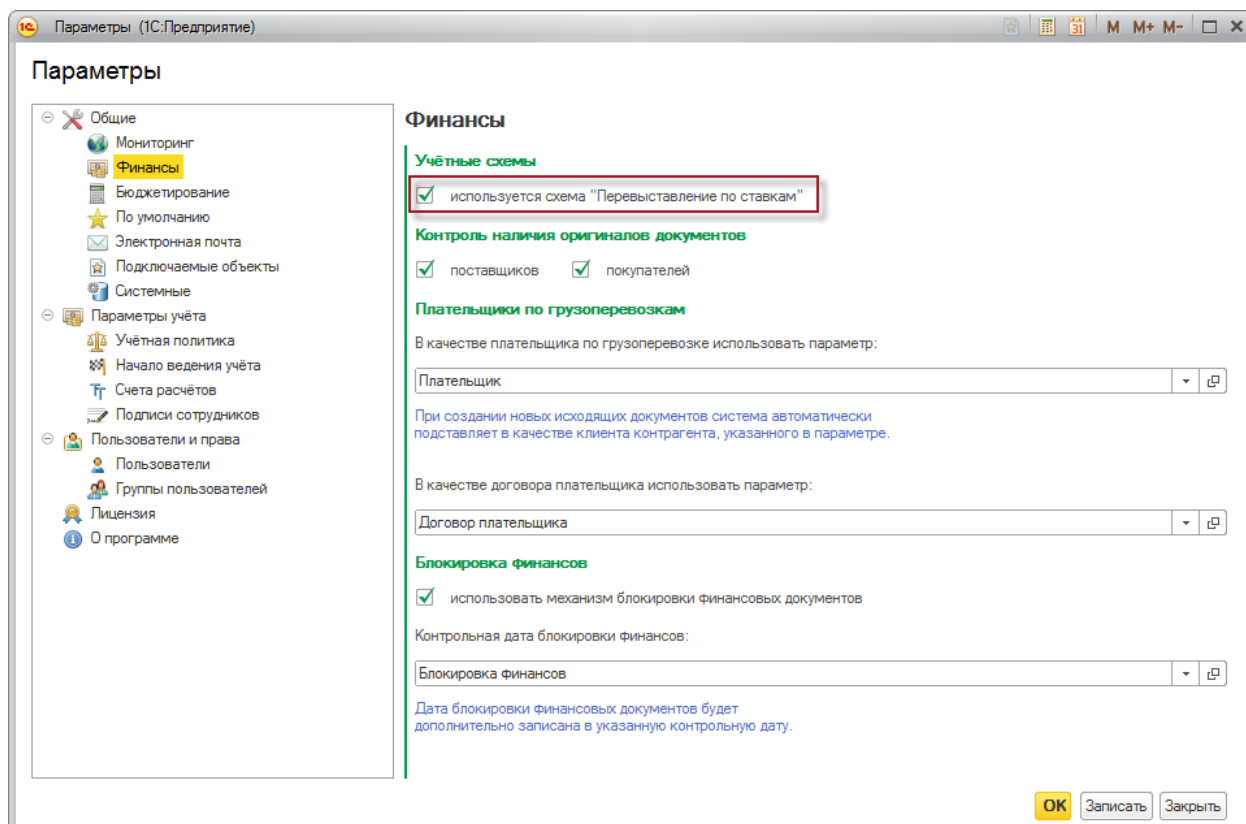 Параметры (1С:Предприятие)
31 M M+ M-
Параметры
Общие
Мониторинг
Финансы
Бюджетирование
По умолчанию
Электронная почта
Подключаемые объекты
Системные
Параметры учёта
Учётная политика
Начало ведения учёта
Счета расчётов
Подписи сотрудников
Пользователи и права
Пользователи
Группы пользователей
Лицензия
О программе
Финансы
Учётные схемы
используется схема "Перевыставление по ставкам"
Контроль наличия оригиналов документов
поставщиков покупателей
Плательщики по грузоперевозкам
В качестве плательщика по грузоперевозке использовать параметр:
Плательщик
При создании новых исходящих документов система автоматически
подставляет в качестве клиента контрагента, указанного в параметре.
В качестве договора плательщика использовать параметр:
Договор плательщика
Блокировка финансов
использовать механизм блокировки финансовых документов
Контрольная дата блокировки финансов:
Блокировка финансов
Дата блокировки финансовых документов будет
дополнительно записана в указанную контрольную дату.
ОК Записать Закрыть